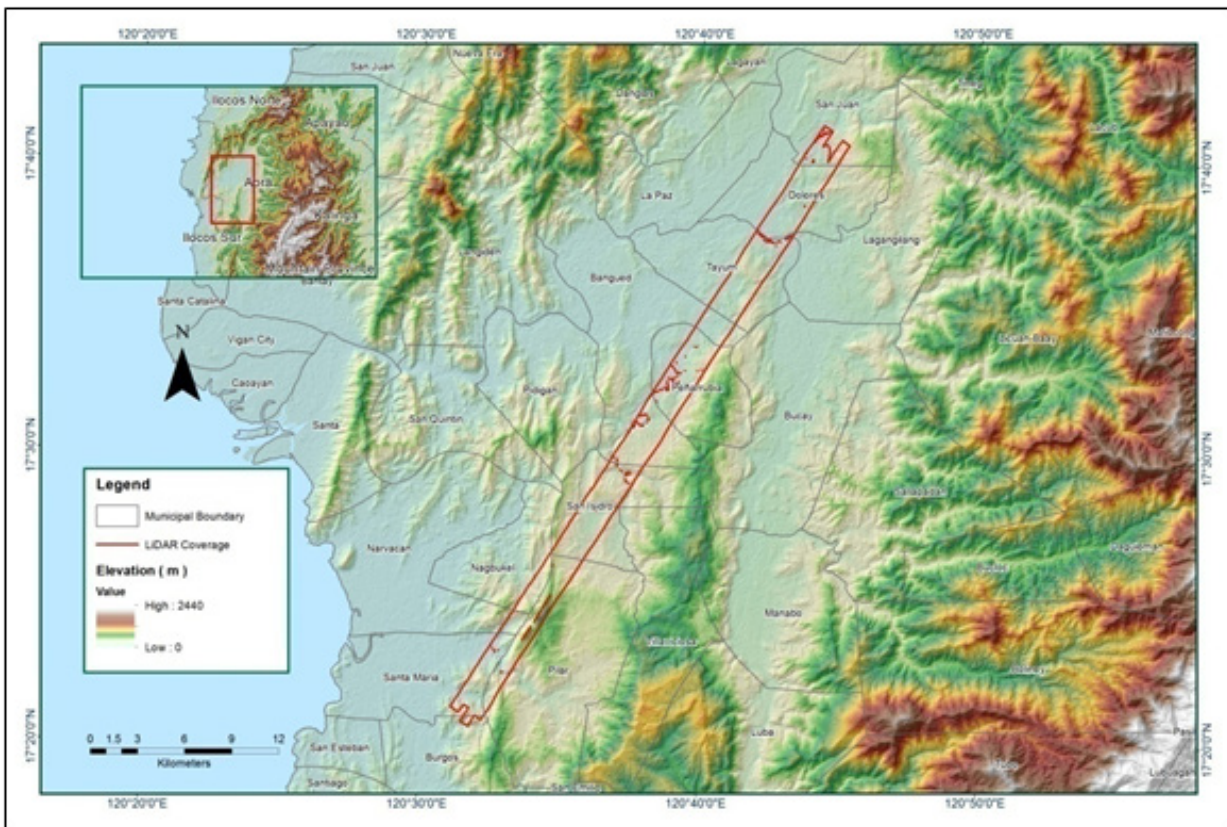 120°20'0"E 120°30'0"E 120°40'0"E 120°50'0"E
17°40'0"N
17°30'0"N
17°20'0"N
17°40'0"N
17°30'0"N
17°20'0"N
120°20'0"E 120°30'0"E 120°40'0"E 120°50'0"E
San Juan
Lagayan
Danglas
San Juan
Ilocos Norte
Apayao
Abra
Kalinga
Ilocos Sur
Mountain Province
La Paz
Dolores
Lagangilang
Tayum
Bangued
Langiden
Bantay
Santa Catalina
Vigan City
Caoayan
Santa
San Quintin
Pidigan
Peñarrubia
Bucay
San Isidro
Narvacan
Nagbukel
Manabo
Villaviciosa
Pilar
Santa Maria
Luba
Burgos
San Esteban
Santiago
N
Legend
Municipal Boundary
LiDAR Coverage
Elevation ( m )
Value
High : 2440
Low : 0
0 1.5 3 6 9 12
Kilometers